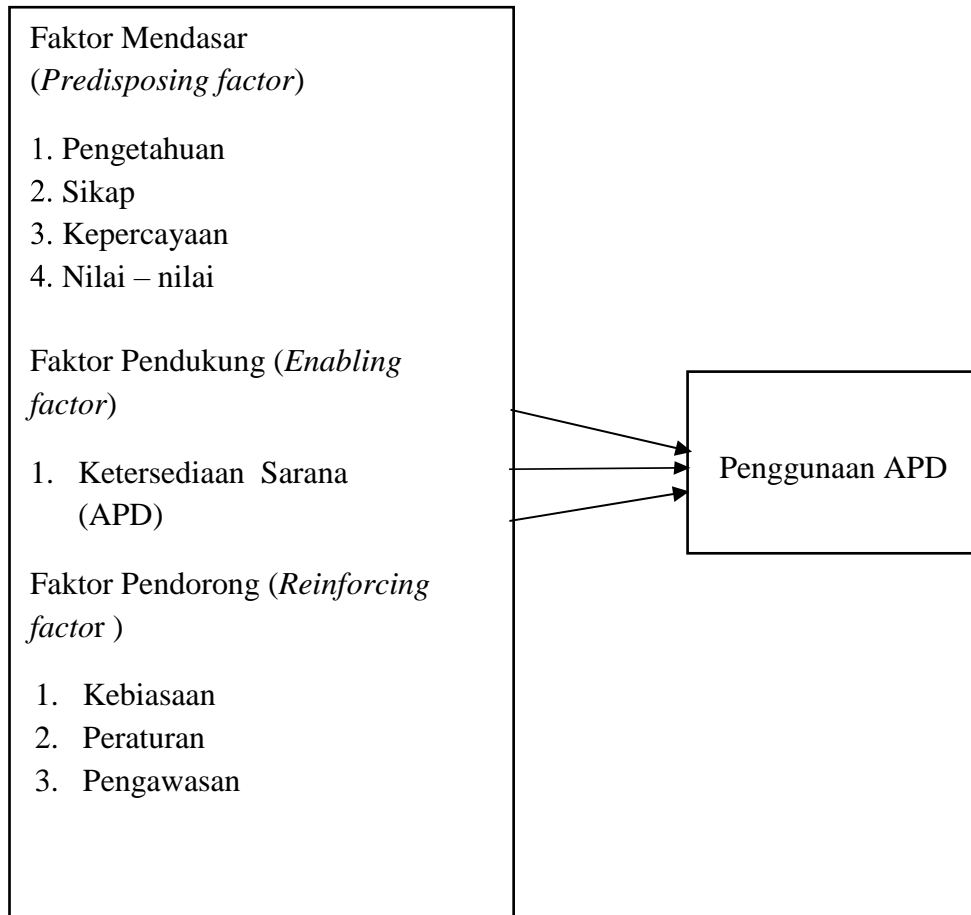 Faktor Mendasar
(Predisposing factor)
1. Pengetahuan
2. Sikap
3. Kepercayaan
4. Nilai – nilai
Faktor Pendukung (Enabling
factor)
1. Ketersediaan Sarana
(APD)
Faktor Pendorong (Reinforcing
factor )
1. Kebiasaan
2. Peraturan
3. Pengawasan
Penggunaan APD